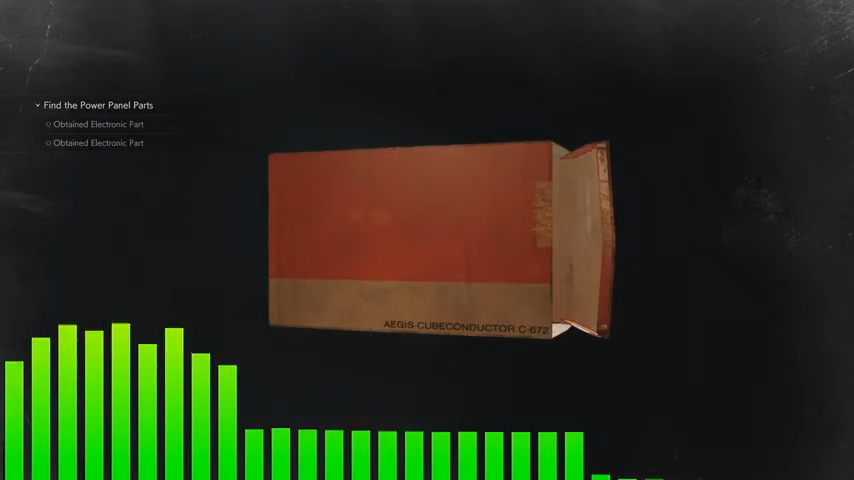 Find the Power Panel Parts
Obtained Electronic Part
Obtained Electronic Part
AEGIS-CUBECONDUCTOR C-672